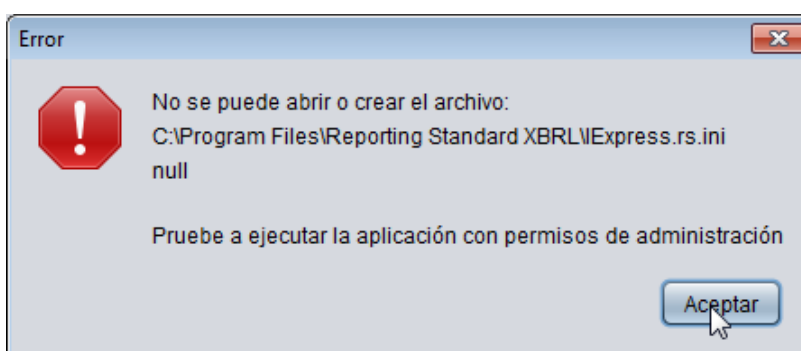 Error
No se puede abrir o crear el archivo:
C:\Program Files\Reporting Standard XBRL\IExpress.rs.ini
null
Pruebe a ejecutar la aplicación con permisos de administración
Aceptar